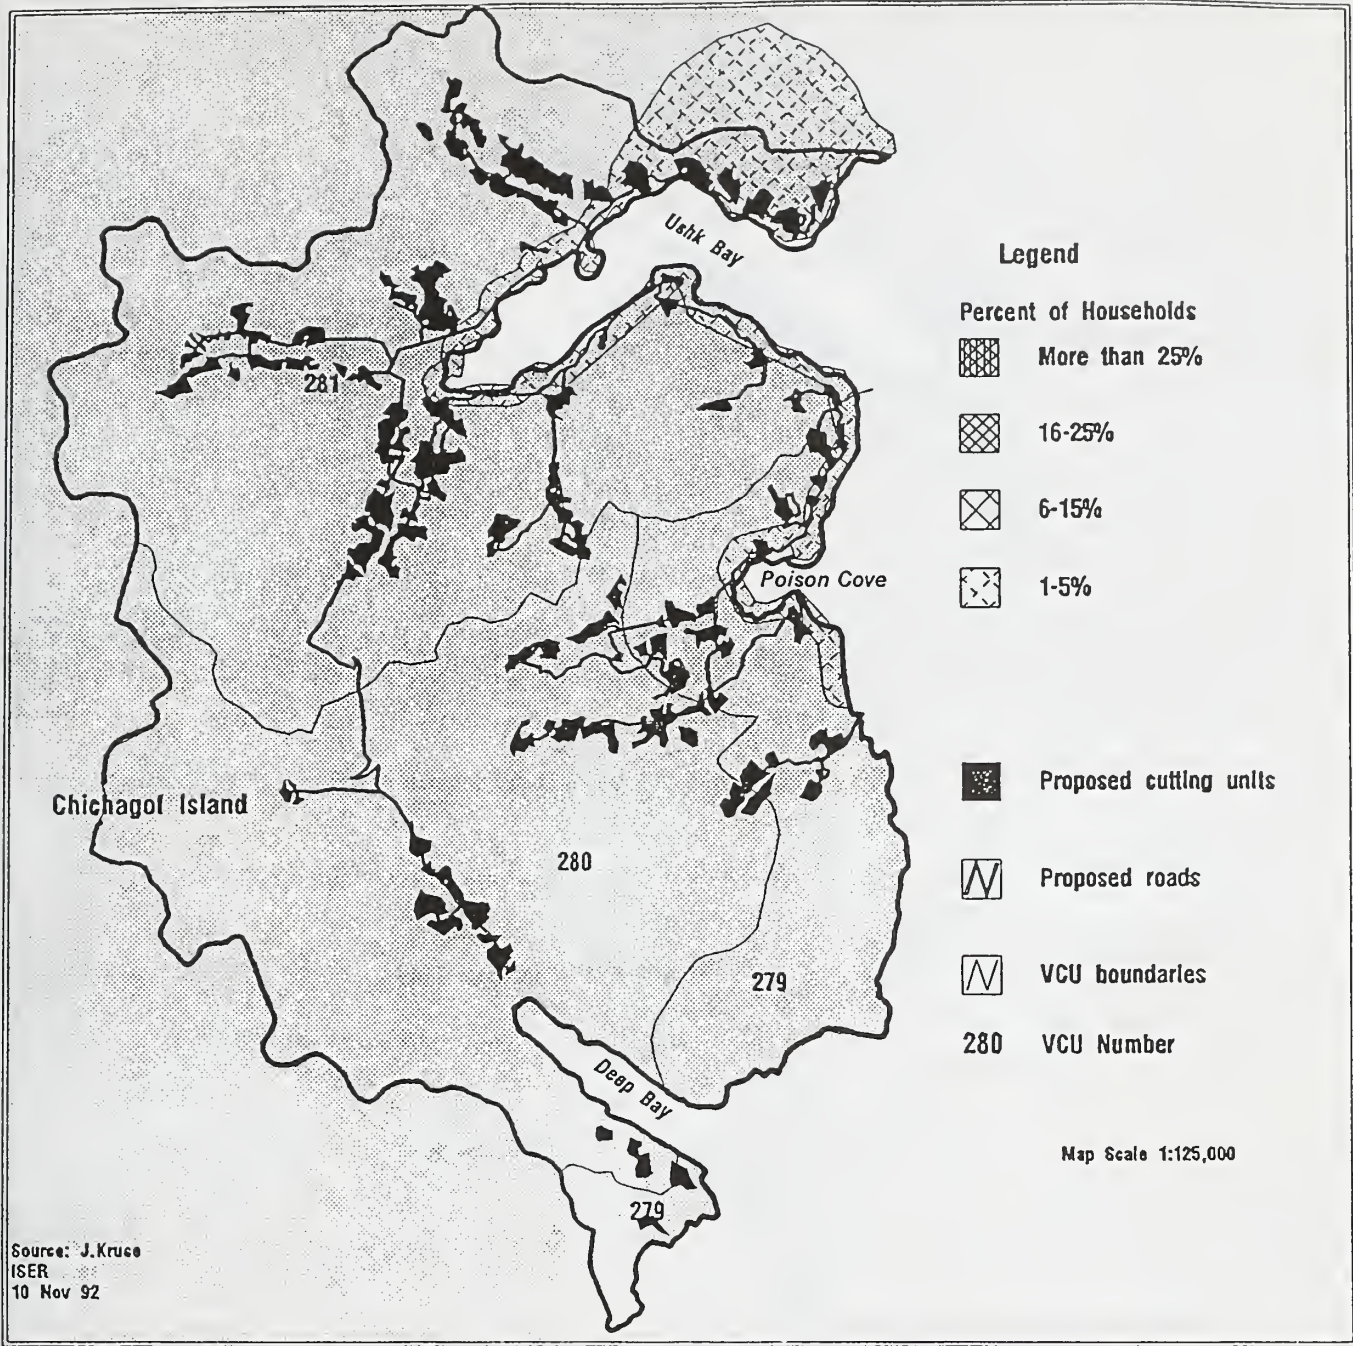 Ushk Bay
Legend
Percent of Households
More than 25%
16-25%
6-15%
1-5%
281
Poison Cove
Proposed cutting units
Chichagof Island
280
Proposed roads
279
VCU boundaries
280 VCU Number
Deep Bay
Map Scale 1:125,000
279
Source: J.Kruse
ISER
10 Nov 92